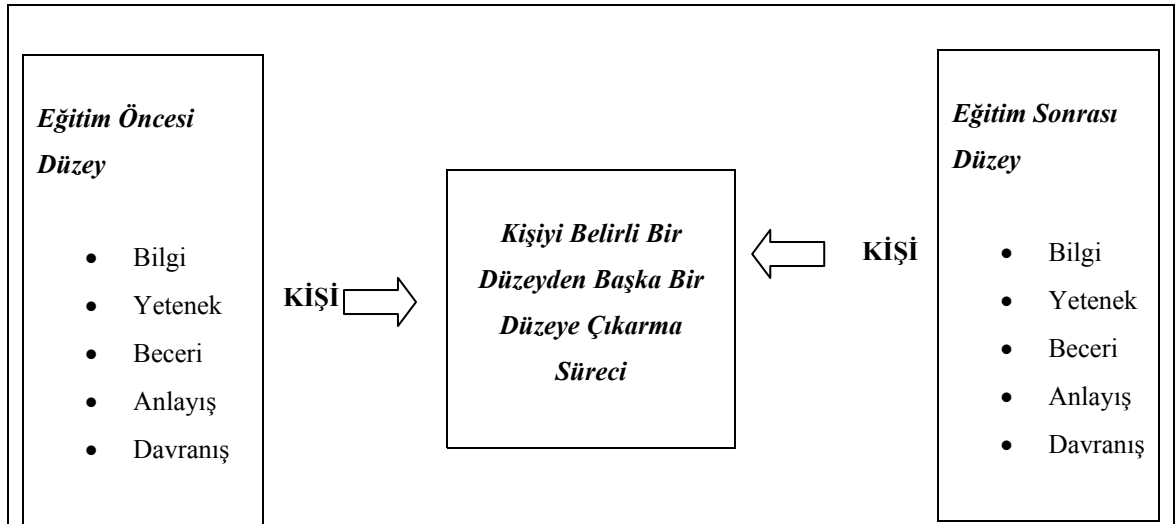 Eğitim Öncesi
Düzey
• Bilgi
• Yetenek
• Beceri
• Anlayış
• Davranış
KİŞİ
Kişiyi Belirli Bir
Düzeyden Başka Bir
Düzeye Çıkarma
Süreci
KİŞİ
Eğitim Sonrası
Düzey
• Bilgi
• Yetenek
• Beceri
• Anlayış
• Davranış